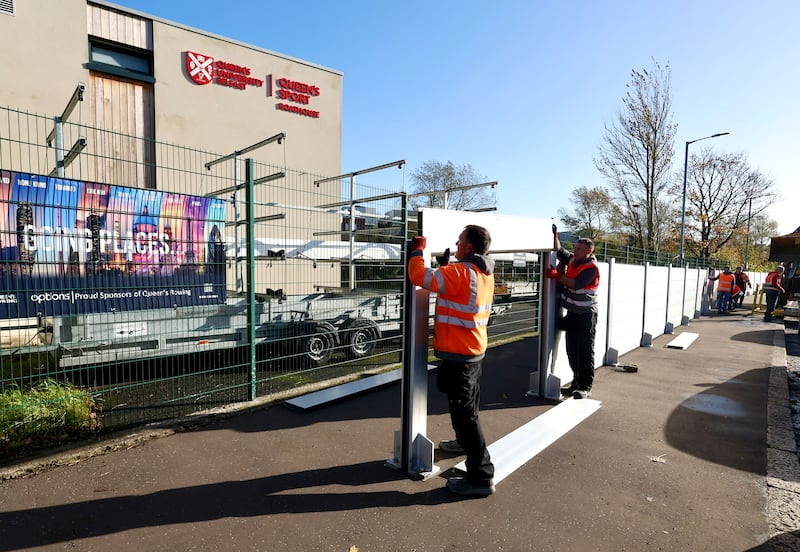 QUEEN'S
UNIVERSITY
BELFAST
QUEEN'S
SPORT
BOATHOUSE
GOING PLACES.
options | Proud Sponsors of Queen's Rowing